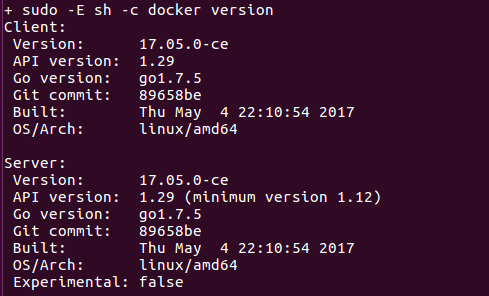 + sudo -E sh -c docker version
Client:
 Version:      17.05.0-ce
 API version:  1.29
 Go version:   go1.7.5
 Git commit:   89658be
 Built:        Thu May  4 22:10:54 2017
 OS/Arch:      linux/amd64

Server:
 Version:      17.05.0-ce
 API version:  1.29 (minimum version 1.12)
 Go version:   go1.7.5
 Git commit:   89658be
 Built:        Thu May  4 22:10:54 2017
 OS/Arch:      linux/amd64
 Experimental: false